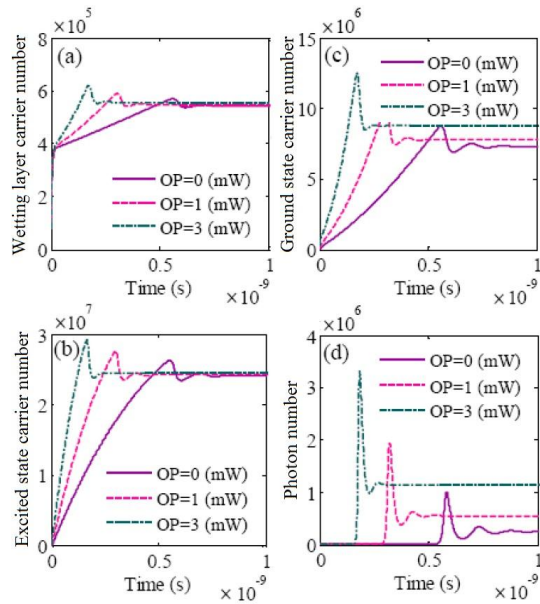 × 10^5
8
(a)
6
4
2
0
Wetting layer carrier number
OP=0 (mW)
OP=1 (mW)
OP=3 (mW)
0
0.5
1
Time (s)
× 10^-9
× 10^6
15
(c)
10
5
0
Ground state carrier number
OP=0 (mW)
OP=1 (mW)
OP=3 (mW)
0
0.5
1
Time (s)
× 10^-9
× 10^7
3
(b)
2
1
0
Excited state carrier number
OP=0 (mW)
OP=1 (mW)
OP=3 (mW)
0
0.5
1
Time (s)
× 10^-9
× 10^6
4
(d)
3
2
1
0
Photon number
OP=0 (mW)
OP=1 (mW)
OP=3 (mW)
0
0.5
1
Time (s)
× 10^-9